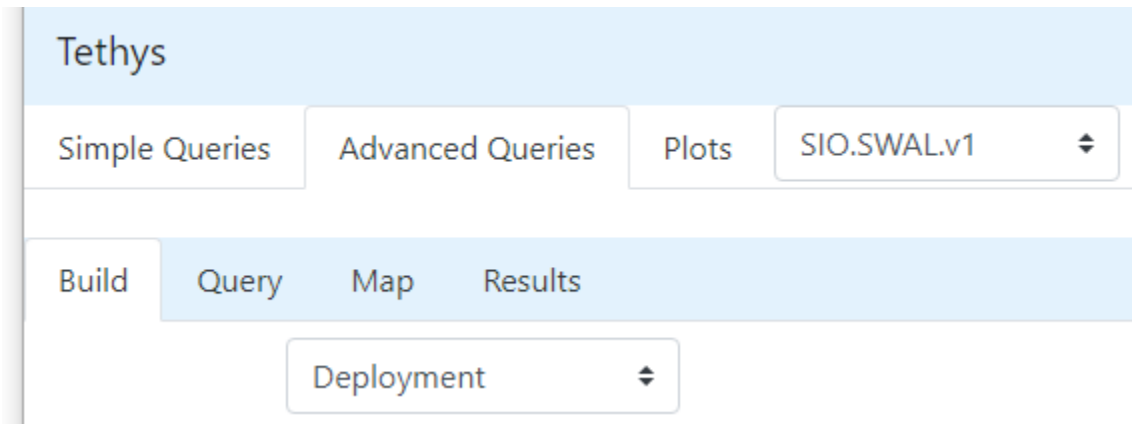 Tethys
Simple Queries Advanced Queries Plots SIO.SWAL.v1
Build Query Map Results
Deployment